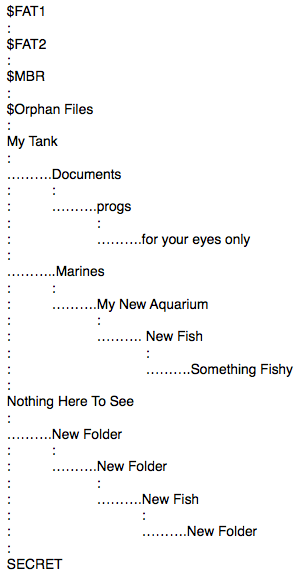 $FAT1
:
$FAT2
:
$MBR
:
$Orphan Files
:
My Tank
:
……….Documents
:          :
:          ……….progs
:                    :
:                    ……….for your eyes only
:
………..Marines
:          :
:          ……….My New Aquarium
:                    :
:                    ………. New Fish
:                               :
:                               ……….Something Fishy
:
Nothing Here To See
:
……….New Folder
:          :
:          ……….New Folder
:                    :
:                    ……….New Fish
:                              :
:                              ……….New Folder
:
SECRET